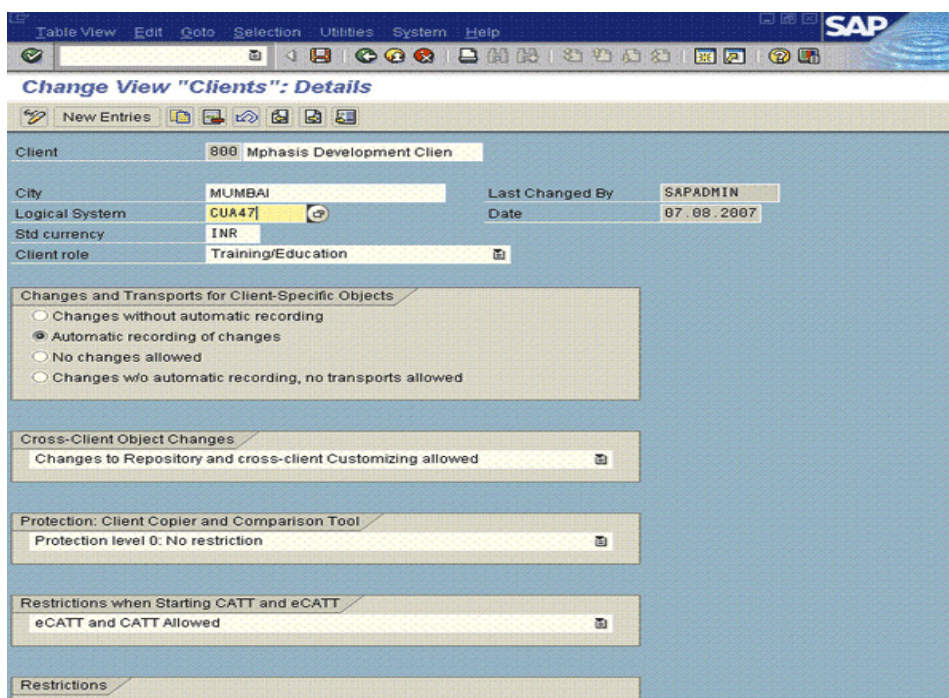 Table View Edit Goto Selection Utilities System Help
SAP
Change View "Clients": Details
New Entries
Client 800 Mphasis Development Clien
City MUMBAI Last Changed By SAPADMIN
Logical System CUA47 Date 07.08.2007
Std currency INR
Client role Training/Education
Changes and Transports for Client-Specific Objects
Changes without automatic recording
Automatic recording of changes
No changes allowed
Changes w/o automatic recording, no transports allowed
Cross-Client Object Changes
Changes to Repository and cross-client Customizing allowed
Protection: Client Copier and Comparison Tool
Protection level 0: No restriction
Restrictions when Starting CATT and eCATT
eCATT and CATT Allowed
Restrictions